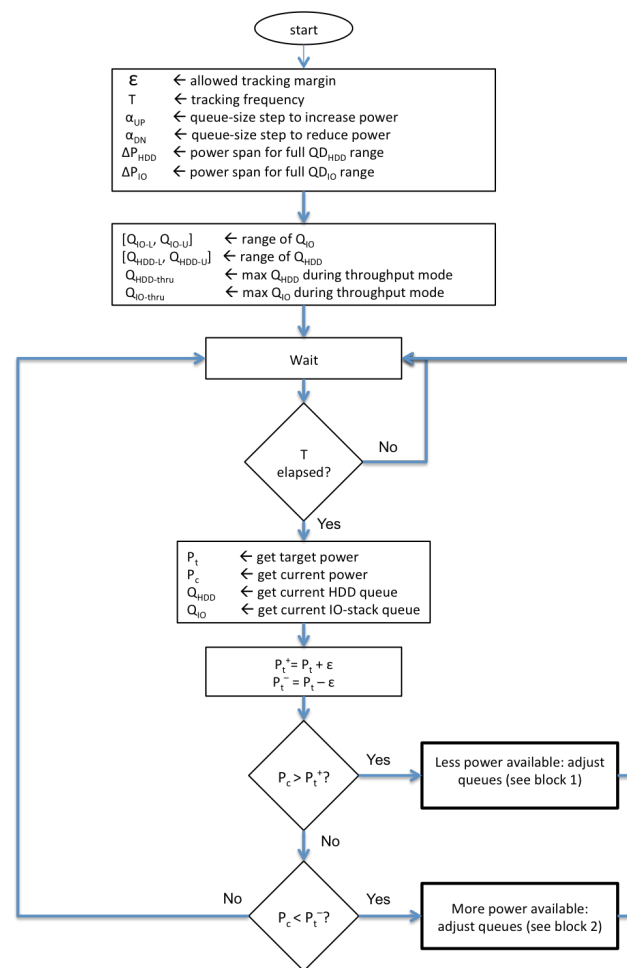 start
ε ← allowed tracking margin
T ← tracking frequency
α_UP ← queue-size step to increase power
α_DN ← queue-size step to reduce power
ΔP_HDD ← power span for full QD_HDD range
ΔP_IO ← power span for full QD_IO range
[Q_IO-L, Q_IO-U] ← range of Q_IO
[Q_HDD-L, Q_HDD-U] ← range of Q_HDD
Q_HDD-thru ← max Q_HDD during throughput mode
Q_IO-thru ← max Q_IO during throughput mode
Wait
T
elapsed?
No
Yes
P_t ← get target power
P_c ← get current power
Q_HDD ← get current HDD queue
Q_IO ← get current IO-stack queue
P_t⁺= P_t + ε
P_t⁻ = P_t – ε
P_c > P_t⁺?
Yes
Less power available: adjust
queues (see block 1)
No
P_c < P_t⁻?
No
Yes
More power available:
adjust queues (see block 2)